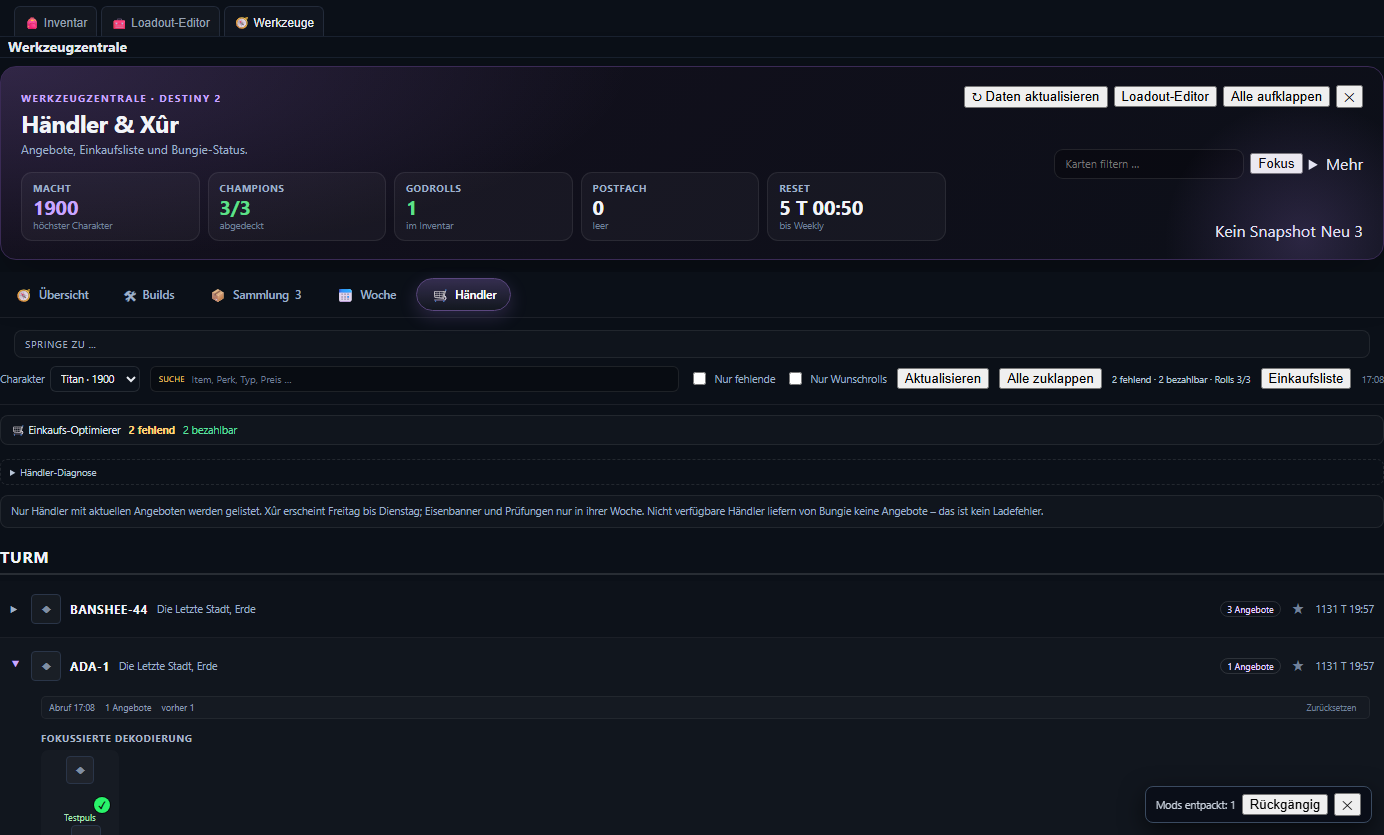 Inventar Loadout-Editor Werkzeuge
Werkzeugzentrale
WERKZEUGZENTRALE · DESTINY 2
↻ Daten aktualisieren Loadout-Editor Alle aufklappen ×
Händler & Xûr
Angebote, Einkaufsliste und Bungie-Status.
Karten filtern ... Fokus ▶ Mehr
MACHT
1900
höchster Charakter
CHAMPIONS
3/3
abgedeckt
GODROLLS
1
im Inventar
POSTFACH
0
leer
RESET
5 T 00:50
bis Weekly
Kein Snapshot Neu 3
Übersicht Builds Sammlung 3 Woche Händler
SPRINGE ZU ...
Charakter Titan · 1900 SUCHE Item, Perk, Typ, Preis ... Nur fehlende Nur Wunschrolls Aktualisieren Alle zuklappen 2 fehlend · 2 bezahlbar · Rolls 3/3 Einkaufsliste 17:08
Einkaufs-Optimierer 2 fehlend 2 bezahlbar
▶ Händler-Diagnose
Nur Händler mit aktuellen Angeboten werden gelistet. Xûr erscheint Freitag bis Dienstag; Eisenbanner und Prüfungen nur in ihrer Woche. Nicht verfügbare Händler liefern von Bungie keine Angebote – das ist kein Ladefehler.
TURM
▶ BANSHEE-44 Die Letzte Stadt, Erde 3 Angebote ★ 1131 T 19:57
▼ ADA-1 Die Letzte Stadt, Erde 1 Angebote ★ 1131 T 19:57
Abruf 17:08 1 Angebote vorher 1 Zurücksetzen
FOKUSSIERTE DEKODIERUNG
Testpuls
Mods entpackt: 1 Rückgängig ×